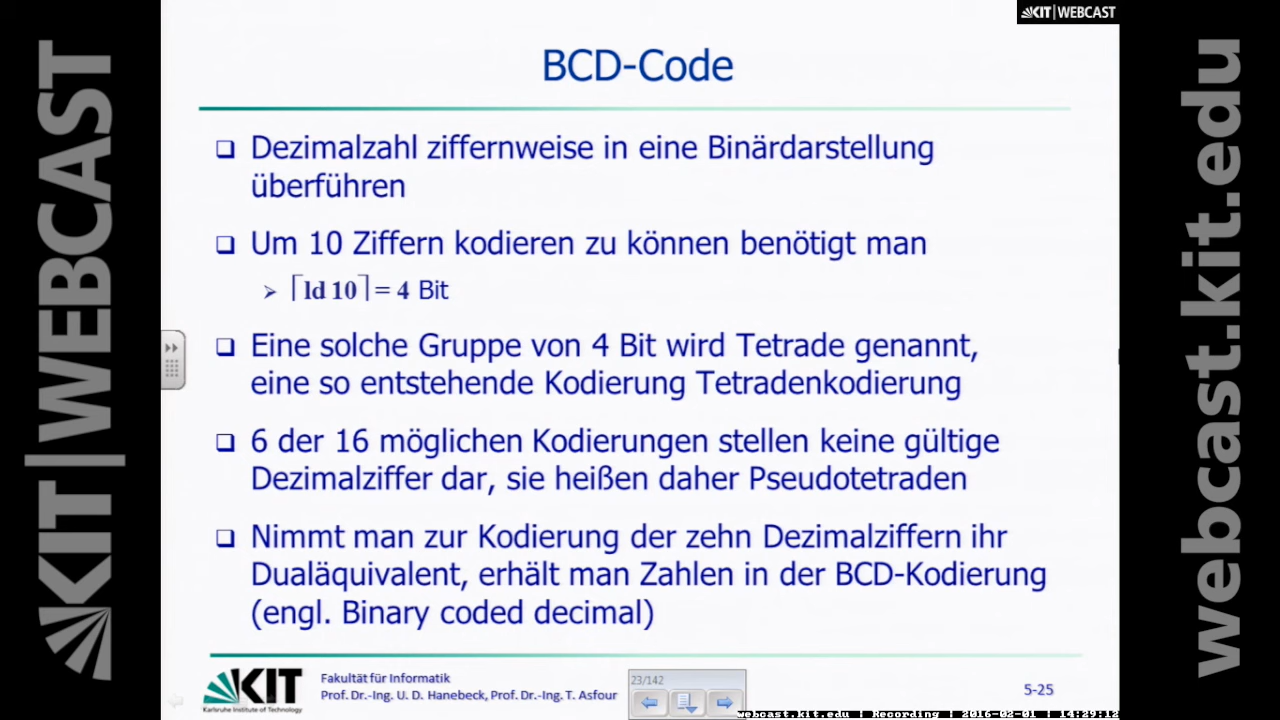 KIT|WEBCAST
BCD-Code
Dezimalzahl ziffernweise in eine Binärdarstellung
überführen
Um 10 Ziffern kodieren zu können benötigt man
⌈ld 10⌉ = 4 Bit
Eine solche Gruppe von 4 Bit wird Tetrade genannt,
eine so entstehende Kodierung Tetradenkodierung
6 der 16 möglichen Kodierungen stellen keine gültige
Dezimalziffer dar, sie heißen daher Pseudotetraden
Nimmt man zur Kodierung der zehn Dezimalziffern ihr
Dualäquivalent, erhält man Zahlen in der BCD-Kodierung
(engl. Binary coded decimal)
KIT
Karlsruhe Institute of Technology
Fakultät für Informatik
Prof. Dr.-Ing. U. D. Hanebeck, Prof. Dr.-Ing. T. Asfour
23/142
5-25
webcast.kit.edu | Recording | 2016-02-01 | 14:29:12
KIT|WEBCAST
webcast.kit.edu